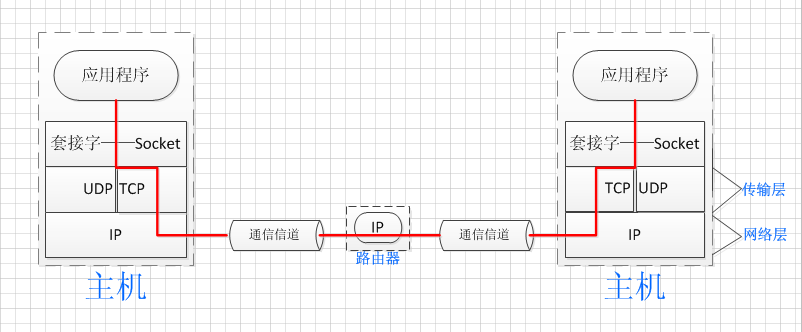 应用程序
套接字——Socket
UDP TCP
IP
主机
通信信道
IP
路由器
通信信道
应用程序
套接字——Socket
TCP UDP
IP
主机
传输层
网络层